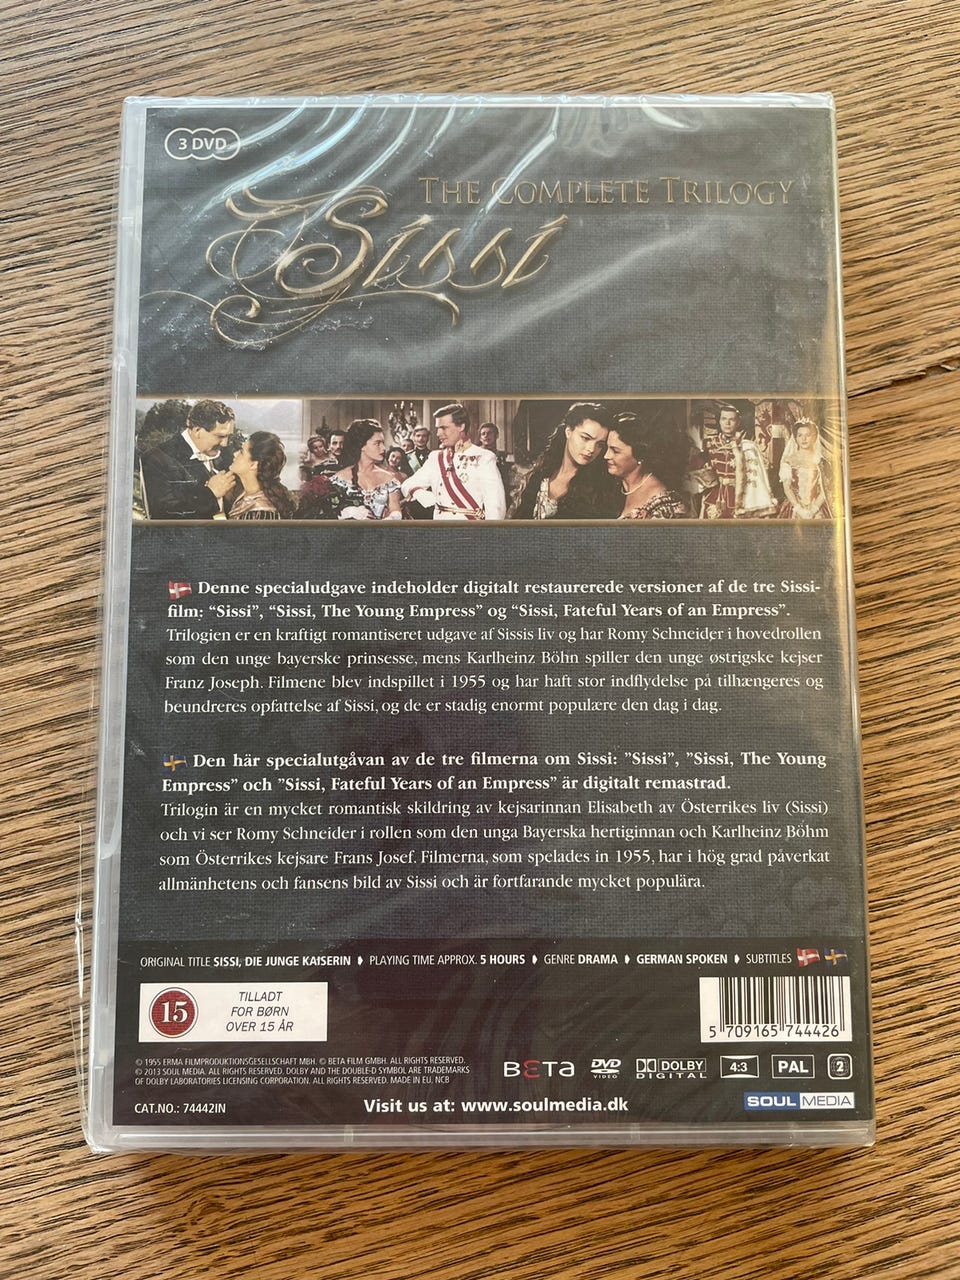 3 DVD
THE COMPLETE TRILOGY
Sissi
Denne specialudgave indeholder digitalt restaurerede versioner af de tre Sissi-
film: “Sissi”, “Sissi, The Young Empress” og “Sissi, Fateful Years of an Empress”.
Trilogien er en kraftigt romantiseret udgave af Sissis liv og har Romy Schneider i hovedrollen
som den unge bayerske prinsesse, mens Karlheinz Böhn spiller den unge østrigske kejser
Franz Joseph. Filmene blev indspillet i 1955 og har haft stor indflydelse på tilhængeres og
beundreres opfattelse af Sissi, og de er stadig enormt populære den dag i dag.
Den här specialutgåvan av de tre filmerna om Sissi: ”Sissi”, ”Sissi, The Young
Empress” och ”Sissi, Fateful Years of an Empress” är digitalt remastrad.
Trilogin är en mycket romantisk skildring av kejsarinnan Elisabeth av Österrikes liv (Sissi)
och vi ser Romy Schneider i rollen som den unga Bayerska hertiginnan och Karlheinz Böhm
som Österrikes kejsare Frans Josef. Filmerna, som spelades in 1955, har i hög grad påverkat
allmänhetens och fansens bild av Sissi och är fortfarande mycket populära.
ORIGINAL TITLE SISSI, DIE JUNGE KAISERIN PLAYING TIME APPROX. 5 HOURS GENRE DRAMA GERMAN SPOKEN SUBTITLES
15
TILLADT
FOR BØRN
OVER 15 ÅR
5 709165 744426
© 1955 ERMA FILMPRODUKTIONSGESELLSCHAFT MBH. © BETA FILM GMBH. ALL RIGHTS RESERVED.
© 2013 SOUL MEDIA. ALL RIGHTS RESERVED. DOLBY AND THE DOUBLE-D SYMBOL ARE TRADEMARKS
OF DOLBY LABORATORIES LICENSING CORPORATION. ALL RIGHTS RESERVED. MADE IN EU. NCB
BETA DVD VIDEO DOLBY DIGITAL 4:3 PAL 2
CAT.NO.: 74442IN
Visit us at: www.soulmedia.dk
SOUL MEDIA